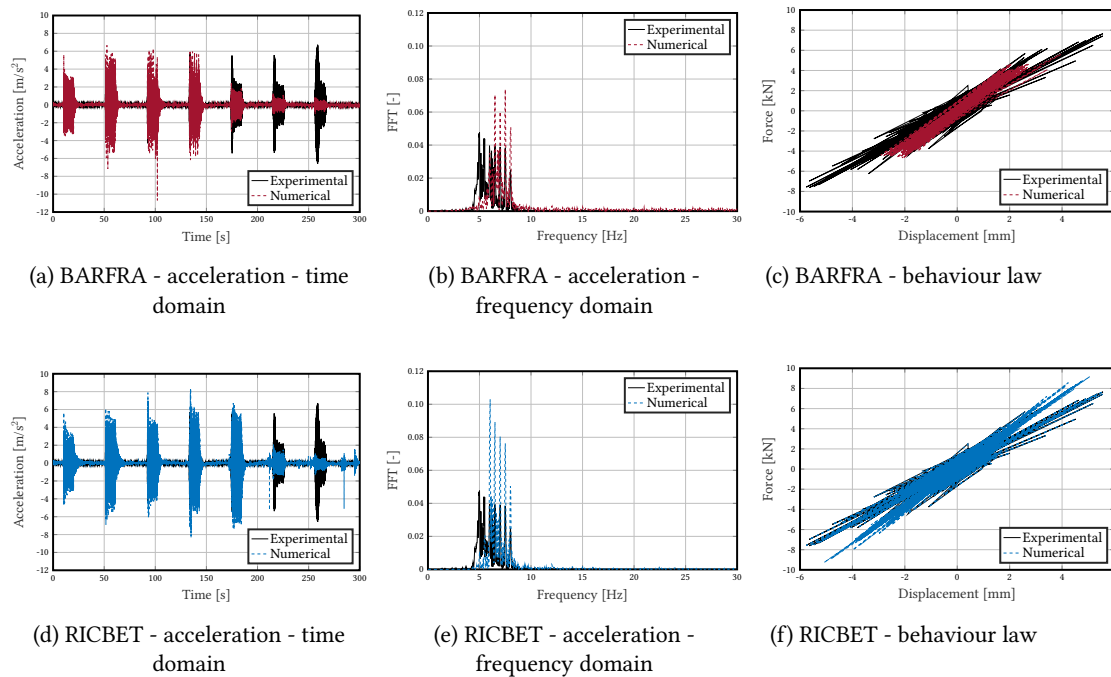 10
8
6
4
2
0
-2
-4
-6
-8
-10
-12
0
50
100
150
200
250
300
Acceleration [m/s²]
Time [s]
Experimental
Numerical
(a) BARFRA - acceleration - time
domain
0.12
0.1
0.08
0.06
0.04
0.02
0
0
5
10
15
20
25
30
FFT [-]
Frequency [Hz]
Experimental
Numerical
(b) BARFRA - acceleration -
frequency domain
10
8
6
4
2
0
-2
-4
-6
-8
-10
-6
-4
-2
0
2
4
Force [kN]
Displacement [mm]
Experimental
Numerical
(c) BARFRA - behaviour law
10
8
6
4
2
0
-2
-4
-6
-8
-10
-12
0
50
100
150
200
250
300
Acceleration [m/s²]
Time [s]
Experimental
Numerical
(d) RICBET - acceleration - time
domain
0.12
0.1
0.08
0.06
0.04
0.02
0
0
5
10
15
20
25
30
FFT [-]
Frequency [Hz]
Experimental
Numerical
(e) RICBET - acceleration -
frequency domain
10
8
6
4
2
0
-2
-4
-6
-8
-10
-6
-4
-2
0
2
4
Force [kN]
Displacement [mm]
Experimental
Numerical
(f) RICBET - behaviour law